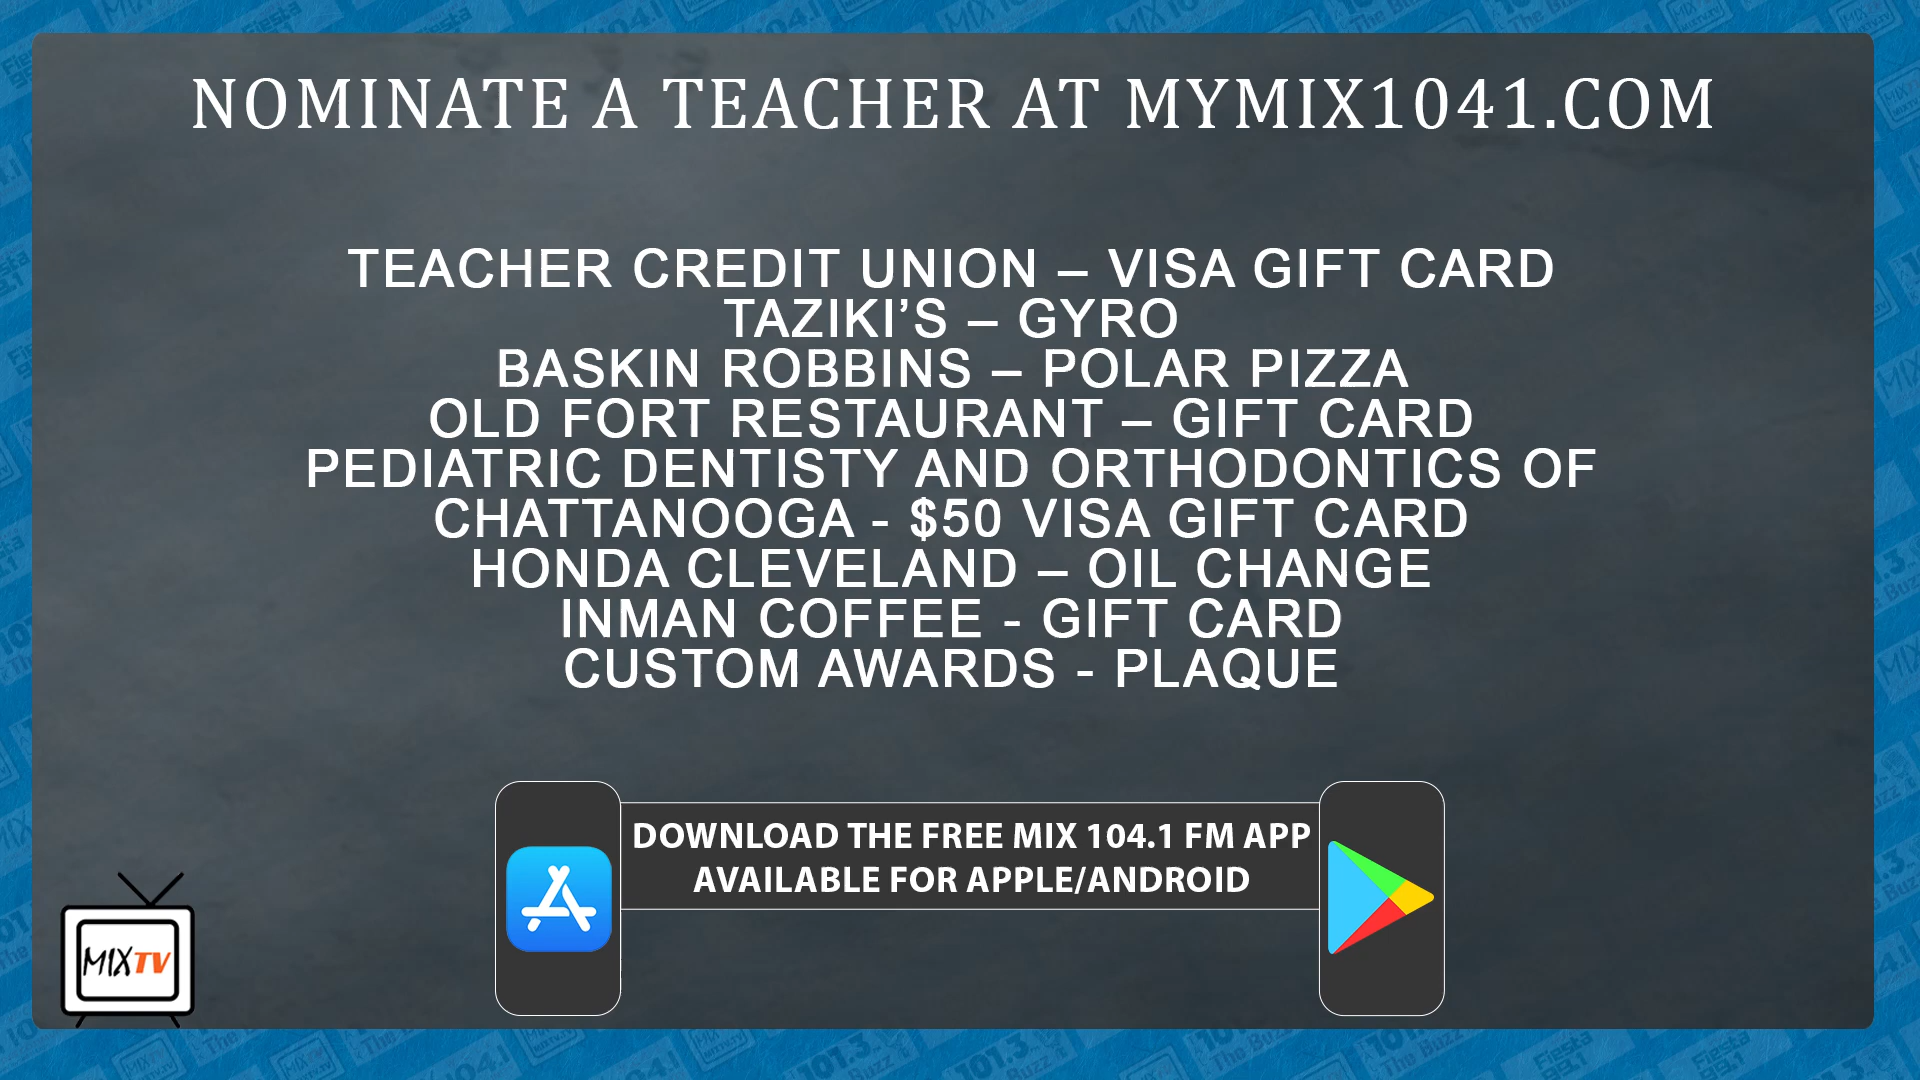 NOMINATE A TEACHER AT MYMIX1041.COM
TEACHER CREDIT UNION – VISA GIFT CARD
TAZIKI’S – GYRO
BASKIN ROBBINS – POLAR PIZZA
OLD FORT RESTAURANT – GIFT CARD
PEDIATRIC DENTISTY AND ORTHODONTICS OF
CHATTANOOGA - $50 VISA GIFT CARD
HONDA CLEVELAND – OIL CHANGE
INMAN COFFEE - GIFT CARD
CUSTOM AWARDS - PLAQUE
DOWNLOAD THE FREE MIX 104.1 FM APP
AVAILABLE FOR APPLE/ANDROID
MIXTV